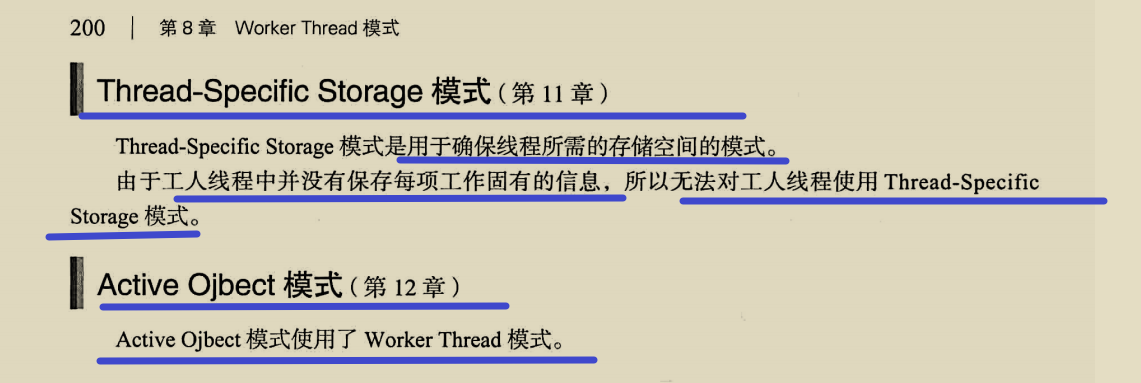 200 | 第 8 章 Worker Thread 模式
Thread-Specific Storage 模式（第 11 章）
Thread-Specific Storage 模式是用于确保线程所需的存储空间的模式。
由于工人线程中并没有保存每项工作固有的信息，所以无法对工人线程使用 Thread-Specific
Storage 模式。
Active Ojbect 模式（第 12 章）
Active Ojbect 模式使用了 Worker Thread 模式。